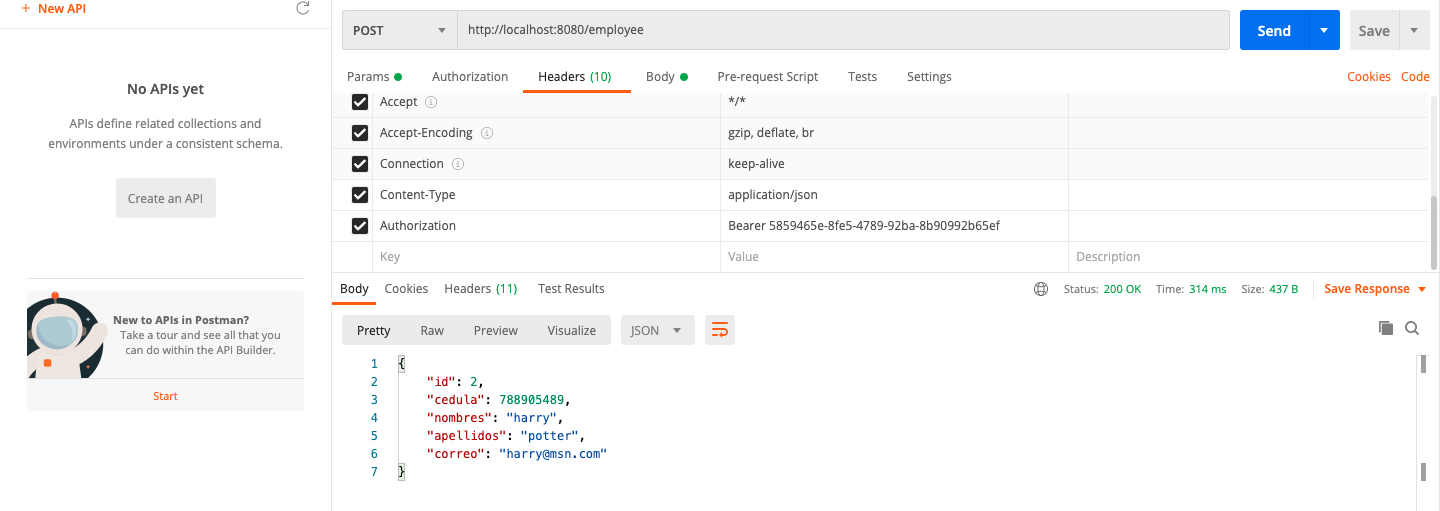 + New API
No APIs yet
APIs define related collections and
environments under a consistent schema.
Create an API
New to APIs in Postman?
Take a tour and see all that you
can do within the API Builder.
Start
POST http://localhost:8080/employee Send Save
Params Authorization Headers (10) Body Pre-request Script Tests Settings Cookies Code
Accept */*
Accept-Encoding gzip, deflate, br
Connection keep-alive
Content-Type application/json
Authorization Bearer 5859465e-8fe5-4789-92ba-8b90992b65ef
Key Value Description
Body Cookies Headers (11) Test Results Status: 200 OK Time: 314 ms Size: 437 B Save Response
Pretty Raw Preview Visualize JSON
1 {
2 "id": 2,
3 "cedula": 788905489,
4 "nombres": "harry",
5 "apellidos": "potter",
6 "correo": "harry@msn.com"
7 }